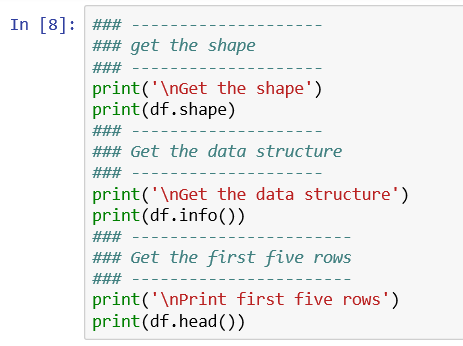 In [8]: ### -------------------
### get the shape
### -------------------
print('\nGet the shape')
print(df.shape)
### -------------------
### Get the data structure
### -------------------
print('\nGet the data structure')
print(df.info())
### ----------------------
### Get the first five rows
### ----------------------
print('\nPrint first five rows')
print(df.head())